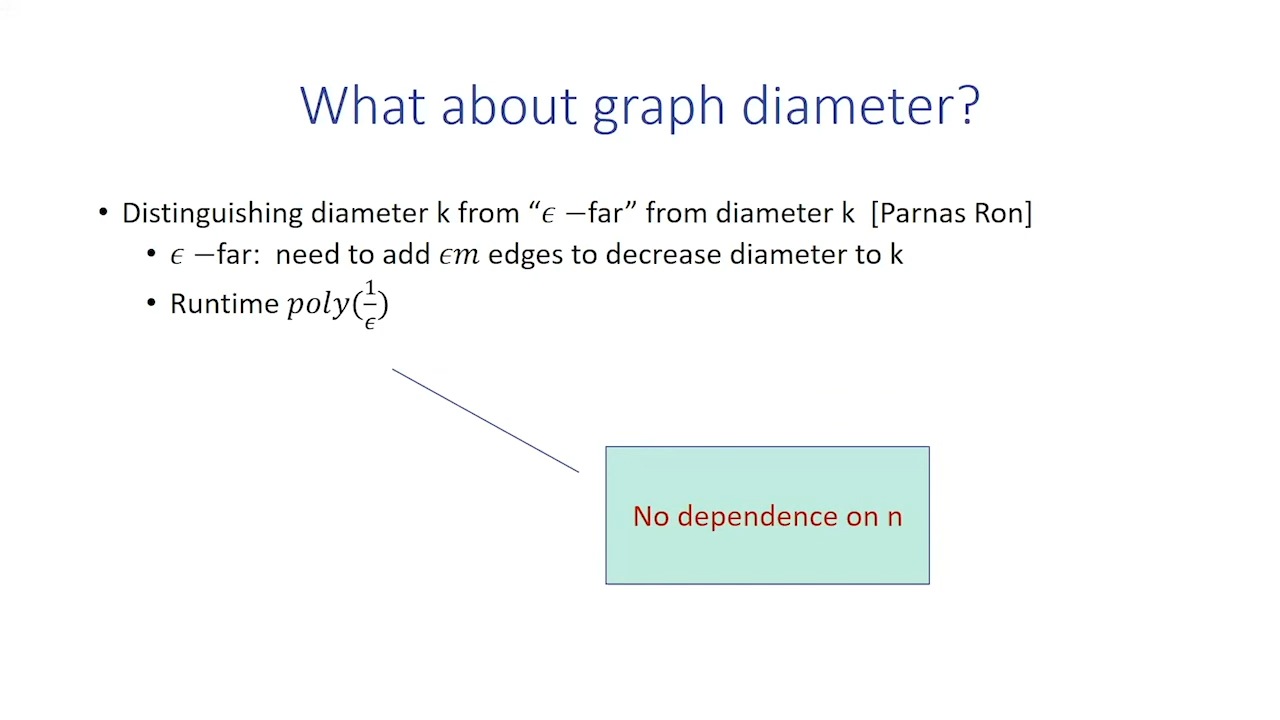 What about graph diameter?
• Distinguishing diameter k from “ϵ −far” from diameter k [Parnas Ron]
• ϵ −far: need to add ϵm edges to decrease diameter to k
• Runtime poly(1/ϵ)
No dependence on n